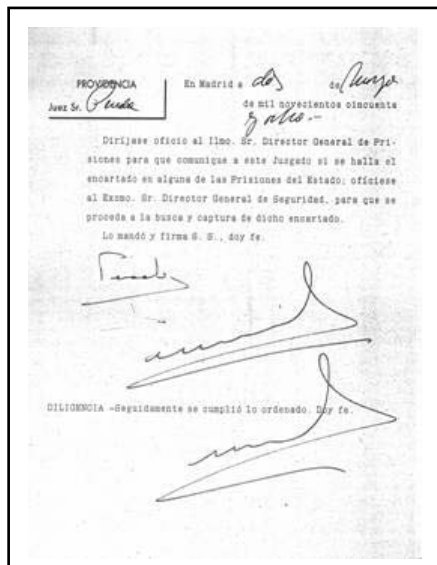 PROVIDENCIA
Juez Sr.
En Madrid a dós de Mayo
de mil novecientos cincuenta
y ocho.-
Diríjase oficio al Ilmo. Sr. Director General de Pri-
siones para que comunique a este Juzgado si se halla el
encartado en alguna de las Prisiones del Estado; ofíciese
al Excmo. Sr. Director General de Seguridad, para que se
proceda a la busca y captura de dicho encartado.
Lo mandó y firma S. S., doy fe.
DILIGENCIA -Seguidamente se cumplió lo ordenado. Doy fe.